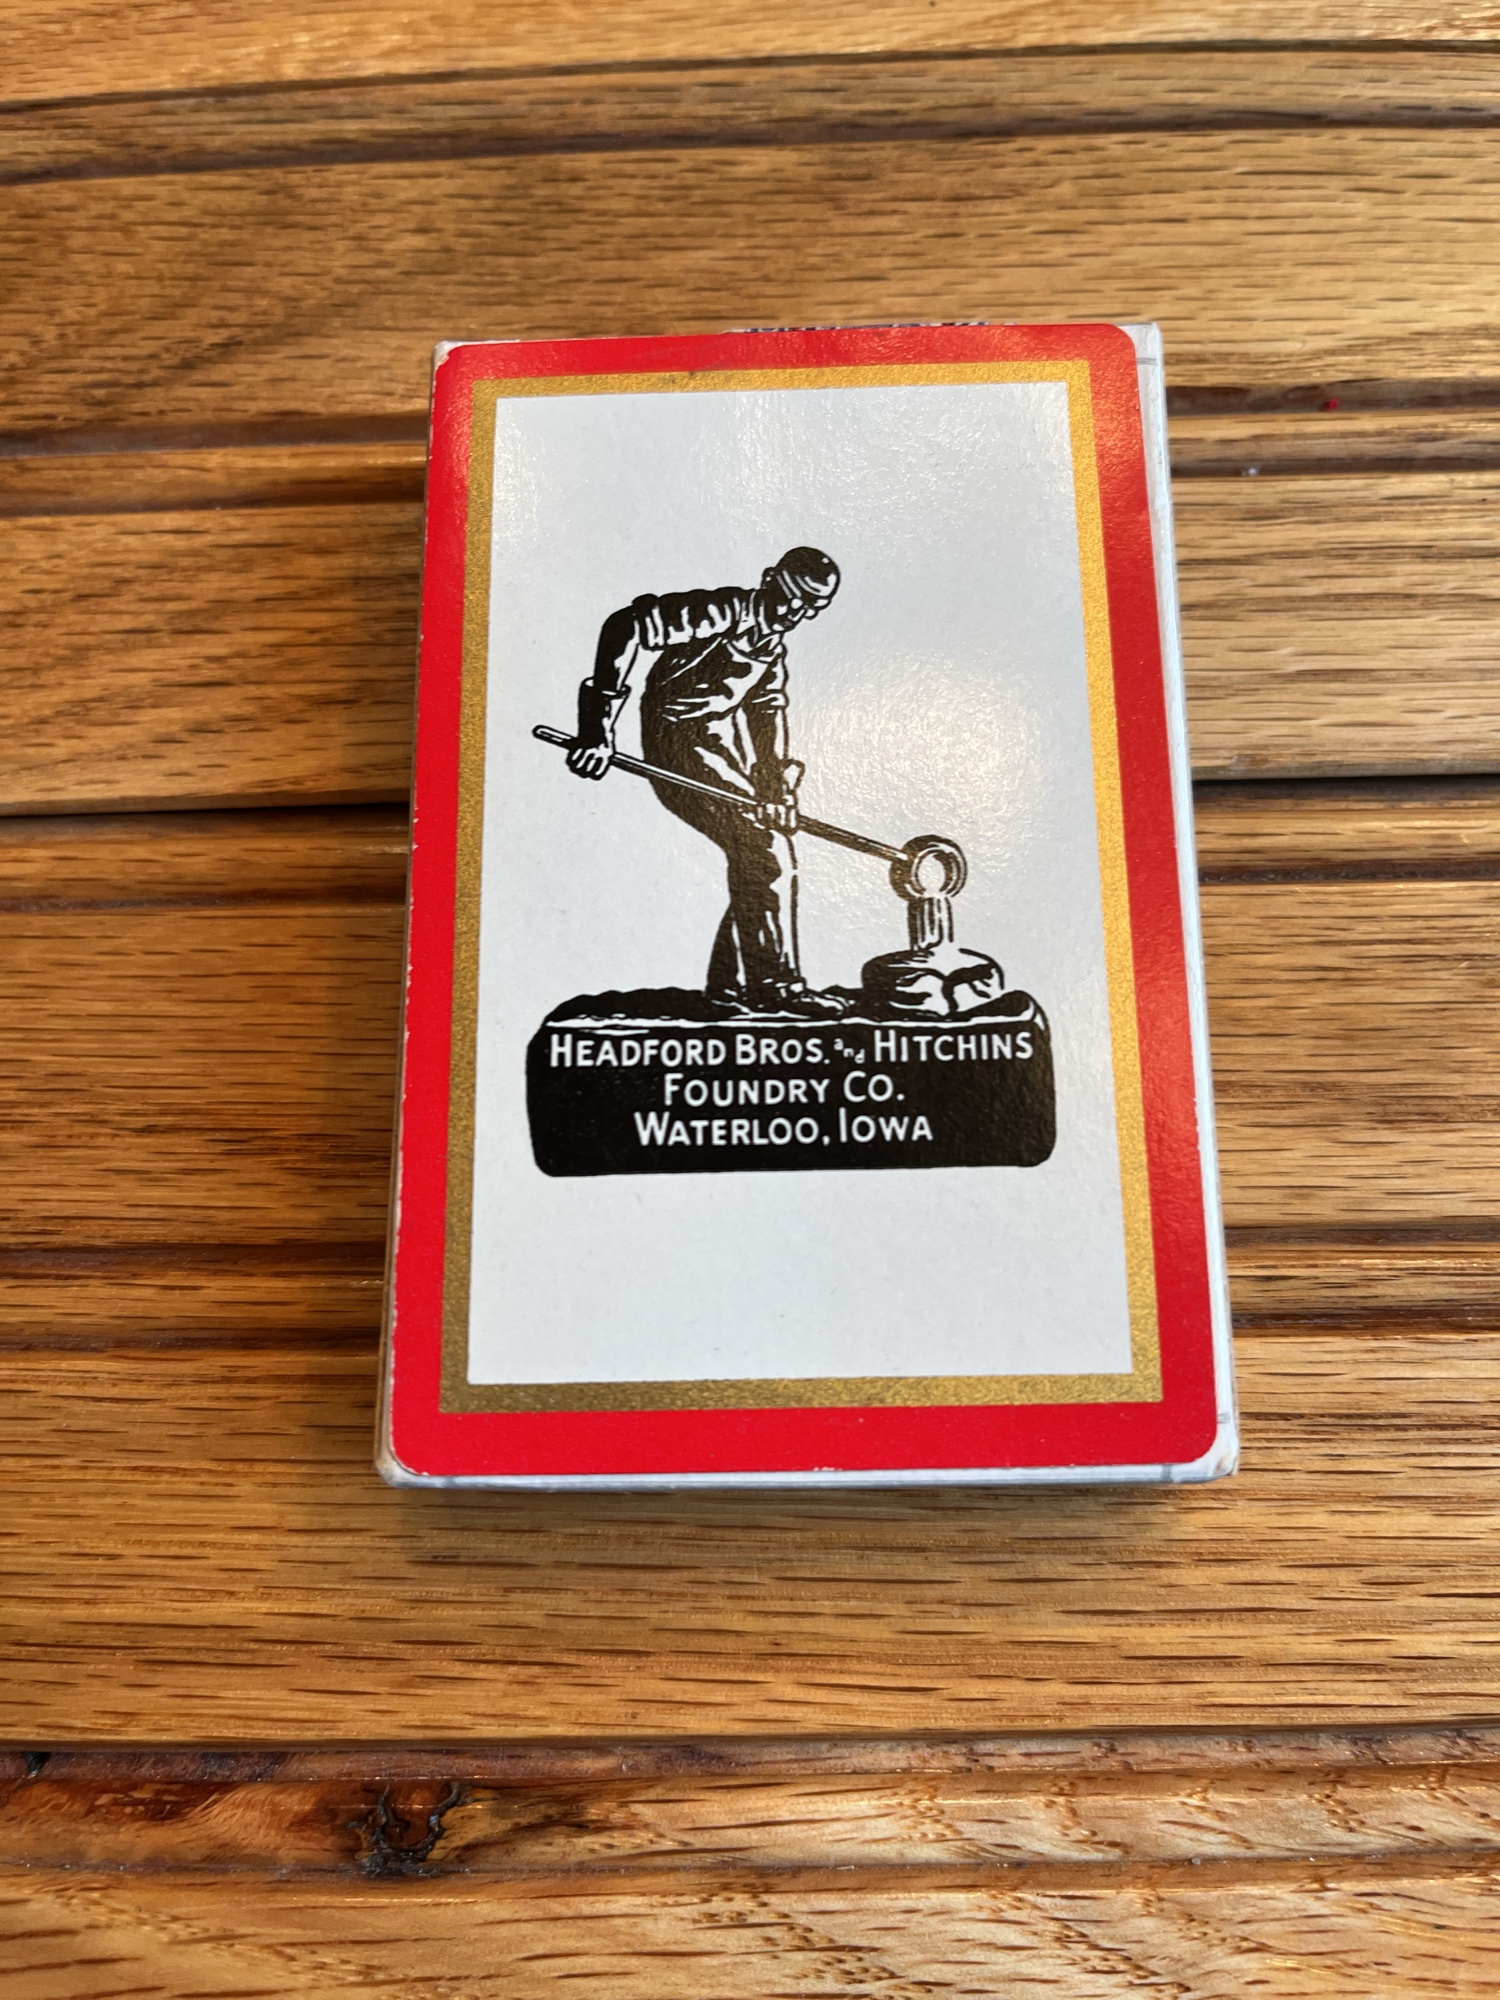 HEADFORD BROS. and HITCHINS
FOUNDRY CO.
WATERLOO, IOWA